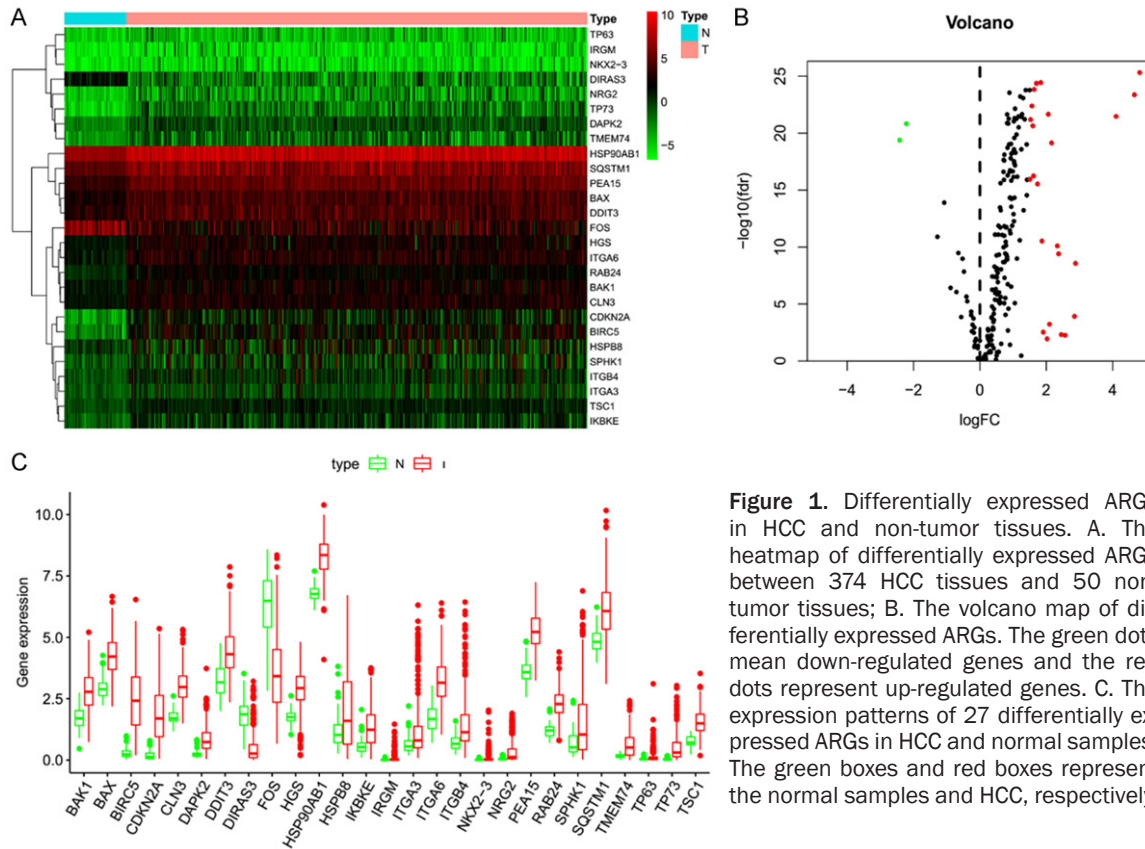 A
Type
N
T
10
5
0
−5
Type
TP63
IRGM
NKX2−3
DIRAS3
NRG2
TP73
DAPK2
TMEM74
HSP90AB1
SQSTM1
PEA15
BAX
DDIT3
FOS
HGS
ITGA6
RAB24
BAK1
CLN3
CDKN2A
BIRC5
HSPB8
SPHK1
ITGB4
ITGA3
TSC1
IKBKE
B
Volcano
−log10(fdr)
25
20
15
10
5
0
−4 −2 0 2 4
logFC
C
type N I
Gene expression
10.0
7.5
5.0
2.5
0.0
BAK1
BAX
BIRC5
CDKN2A
CLN3
DAPK2
DDIT3
DIRAS3
FOS
HGS
HSP90AB1
HSPB8
IKBKE
IRGM
ITGA3
ITGA6
ITGB4
NKX2−3
NRG2
PEA15
RAB24
SPHK1
SQSTM1
TMEM74
TP63
TP73
TSC1
Figure 1. Differentially expressed ARG
in HCC and non-tumor tissues. A. Th
heatmap of differentially expressed ARG
between 374 HCC tissues and 50 non
tumor tissues; B. The volcano map of di
ferentially expressed ARGs. The green dot
mean down-regulated genes and the re
dots represent up-regulated genes. C. Th
expression patterns of 27 differentially ex
pressed ARGs in HCC and normal samples
The green boxes and red boxes represen
the normal samples and HCC, respectively